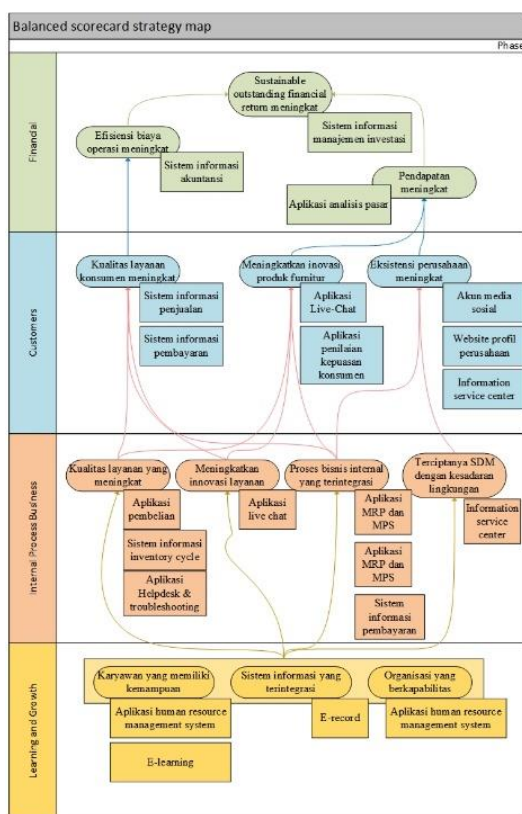 Balanced scorecard strategy map
Phase
Financial
Sustainable
outstanding financial
return meningkat
Sistem informasi
manajemen investasi
Efisiensi biaya
operasi meningkat
Sistem informasi
akuntansi
Pendapatan
meningkat
Aplikasi analisis pasar
Customers
Kualitas layanan
konsumen meningkat
Sistem informasi
penjualan
Sistem informasi
pembayaran
Meningkatkan inovasi
produk furnitur
Aplikasi
Live-Chat
Aplikasi
penilaian
kepuasan
konsumen
Eksistensi perusahaan
meningkat
Akun media
sosial
Website profil
perusahaan
Information
service center
Internal Process Business
Kualitas layanan yang
meningkat
Aplikasi
pembelian
Sistem informasi
inventory cycle
Aplikasi
Helpdesk &
troubleshooting
Meningkatkan
innovasi layanan
Aplikasi
live chat
Proses bisnis internal
yang terintegrasi
Aplikasi
MRP dan
MPS
Aplikasi
MRP dan
MPS
Sistem
informasi
pembayaran
Terciptanya SDM
dengan kesadaran
lingkungan
Information
service
center
Learning and Growth
Karyawan yang memiliki
kemampuan
Aplikasi human resource
management system
E-learning
Sistem informasi yang
terintegrasi
E-record
Organisasi yang
berkapabilitas
Aplikasi human resource
management system